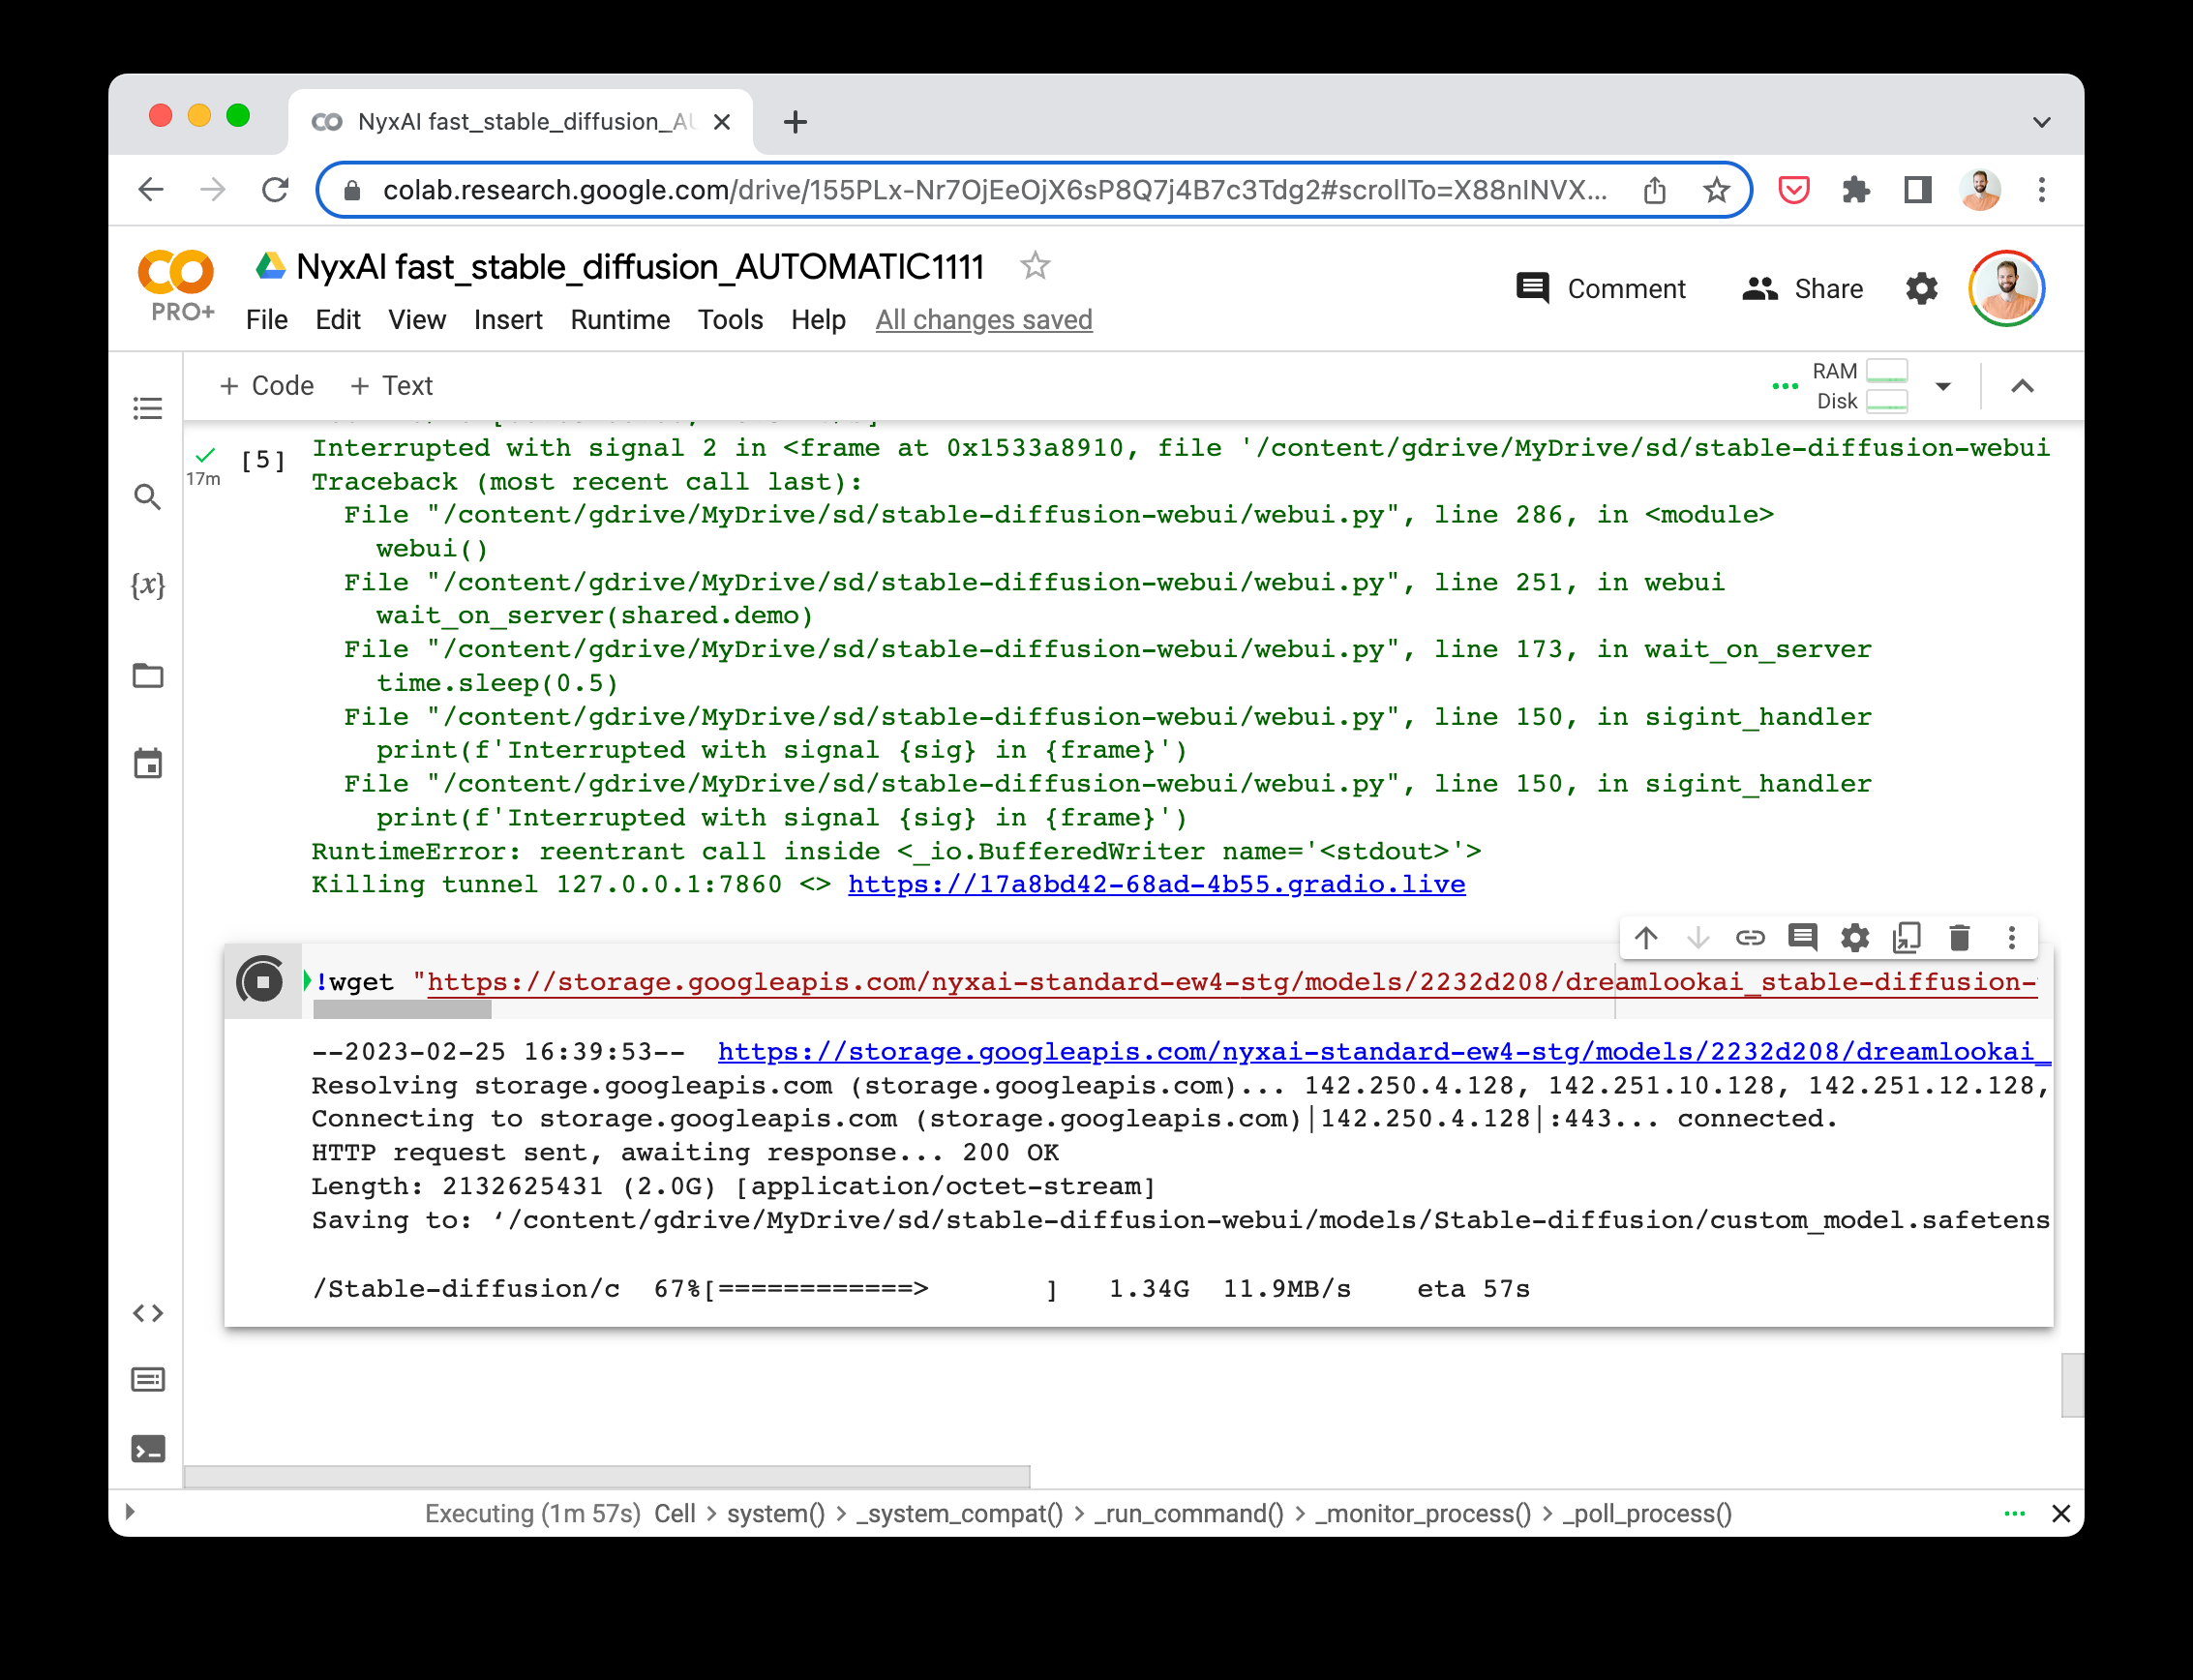 NyxAI fast_stable_diffusion_AU
colab.research.google.com/drive/155PLx-Nr7OjEeOjX6sP8Q7j4B7c3Tdg2#scrollTo=X88nINVX...
CO
PRO+
NyxAI fast_stable_diffusion_AUTOMATIC1111
File Edit View Insert Runtime Tools Help All changes saved
Comment Share
+ Code + Text
RAM
Disk
17m
[5]
Interrupted with signal 2 in <frame at 0x1533a8910, file '/content/gdrive/MyDrive/sd/stable-diffusion-webui
Traceback (most recent call last):
File "/content/gdrive/MyDrive/sd/stable-diffusion-webui/webui.py", line 286, in <module>
webui()
File "/content/gdrive/MyDrive/sd/stable-diffusion-webui/webui.py", line 251, in webui
wait_on_server(shared.demo)
File "/content/gdrive/MyDrive/sd/stable-diffusion-webui/webui.py", line 173, in wait_on_server
time.sleep(0.5)
File "/content/gdrive/MyDrive/sd/stable-diffusion-webui/webui.py", line 150, in sigint_handler
print(f'Interrupted with signal {sig} in {frame}')
File "/content/gdrive/MyDrive/sd/stable-diffusion-webui/webui.py", line 150, in sigint_handler
print(f'Interrupted with signal {sig} in {frame}')
RuntimeError: reentrant call inside <_io.BufferedWriter name='<stdout>'>
Killing tunnel 127.0.0.1:7860 <> https://17a8bd42-68ad-4b55.gradio.live
!wget "https://storage.googleapis.com/nyxai-standard-ew4-stg/models/2232d208/dreamlookai_stable-diffusion-
--2023-02-25 16:39:53-- https://storage.googleapis.com/nyxai-standard-ew4-stg/models/2232d208/dreamlookai_
Resolving storage.googleapis.com (storage.googleapis.com)... 142.250.4.128, 142.251.10.128, 142.251.12.128,
Connecting to storage.googleapis.com (storage.googleapis.com)|142.250.4.128|:443... connected.
HTTP request sent, awaiting response... 200 OK
Length: 2132625431 (2.0G) [application/octet-stream]
Saving to: ‘/content/gdrive/MyDrive/sd/stable-diffusion-webui/models/Stable-diffusion/custom_model.safetens
/Stable-diffusion/c 67%[============> ] 1.34G 11.9MB/s eta 57s
Executing (1m 57s) Cell > system() > _system_compat() > _run_command() > _monitor_process() > _poll_process()